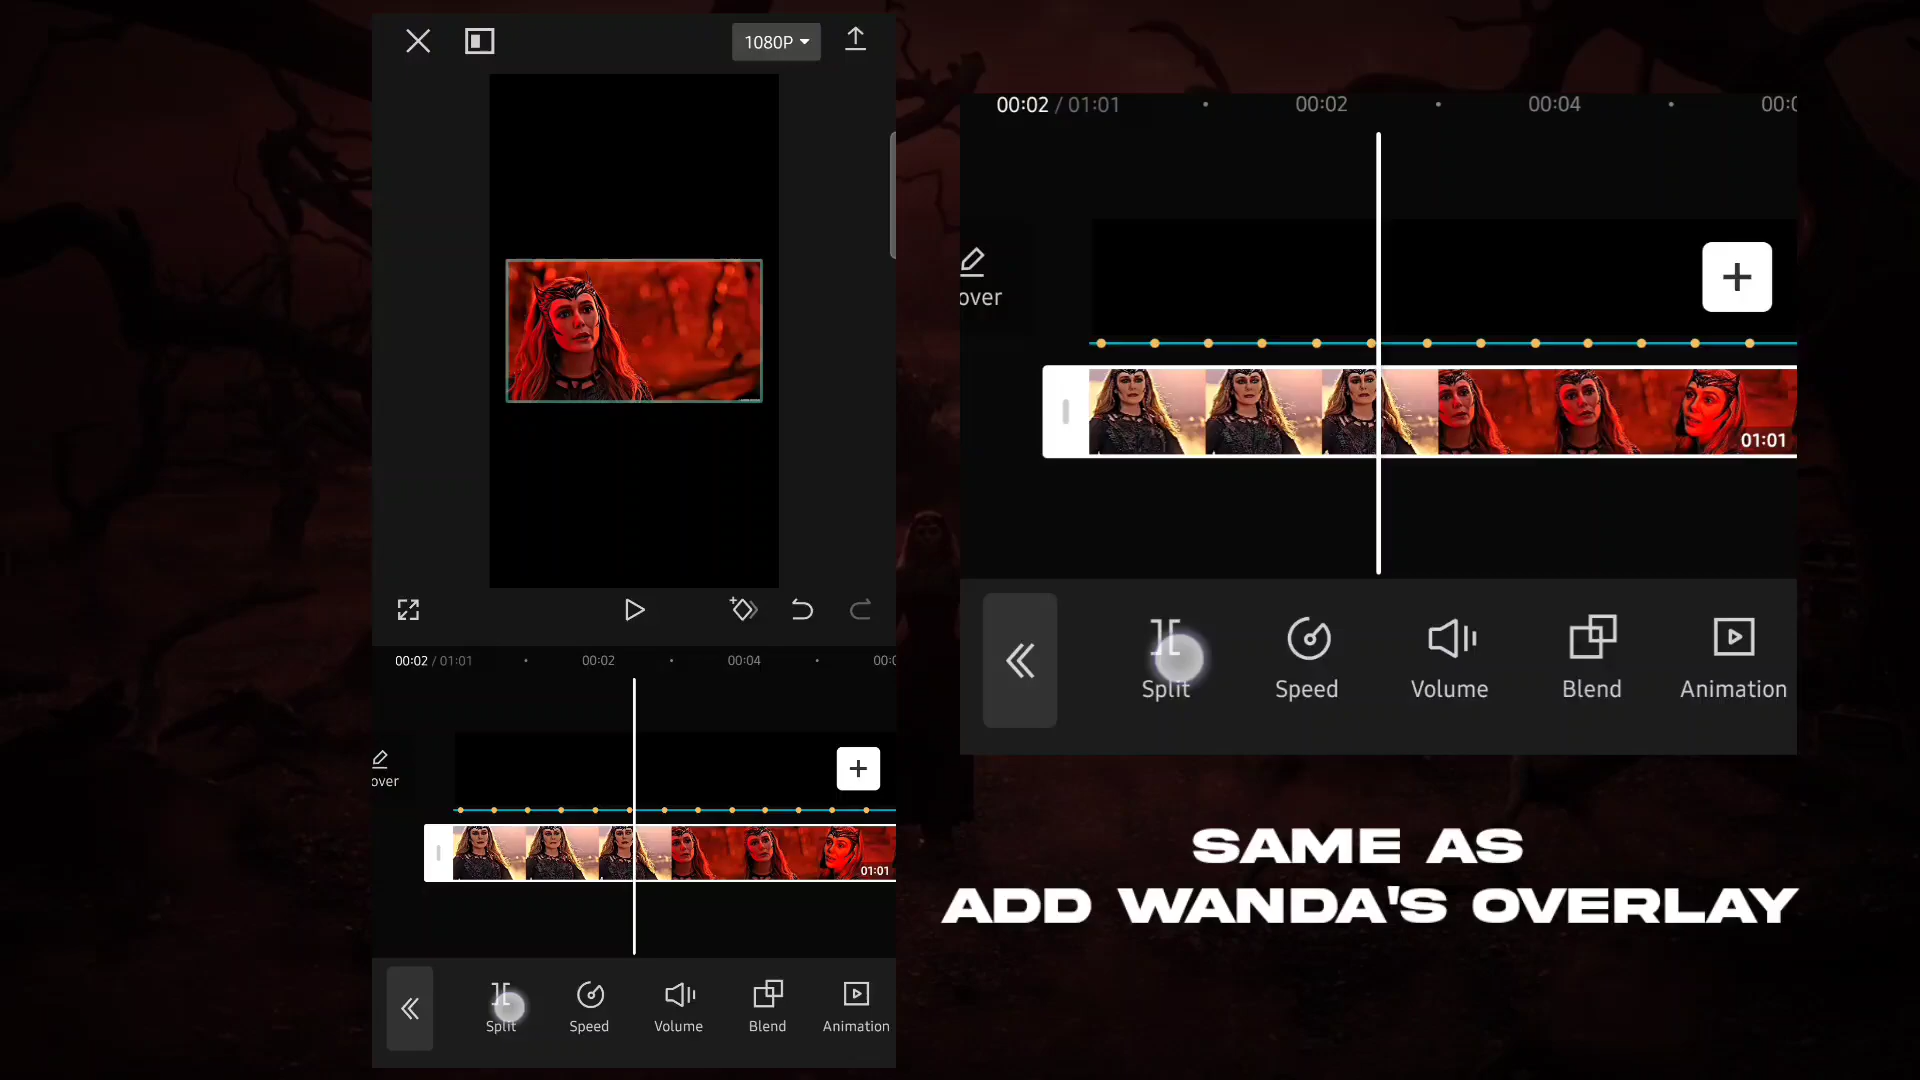 1080P
00:02 / 01:01 00:02 00:04 00:0
over
01:01
Split Speed Volume Blend Animation
00:02 / 01:01 00:02 00:04 00:0
over
01:01
Split Speed Volume Blend Animation
SAME AS
ADD WANDA'S OVERLAY